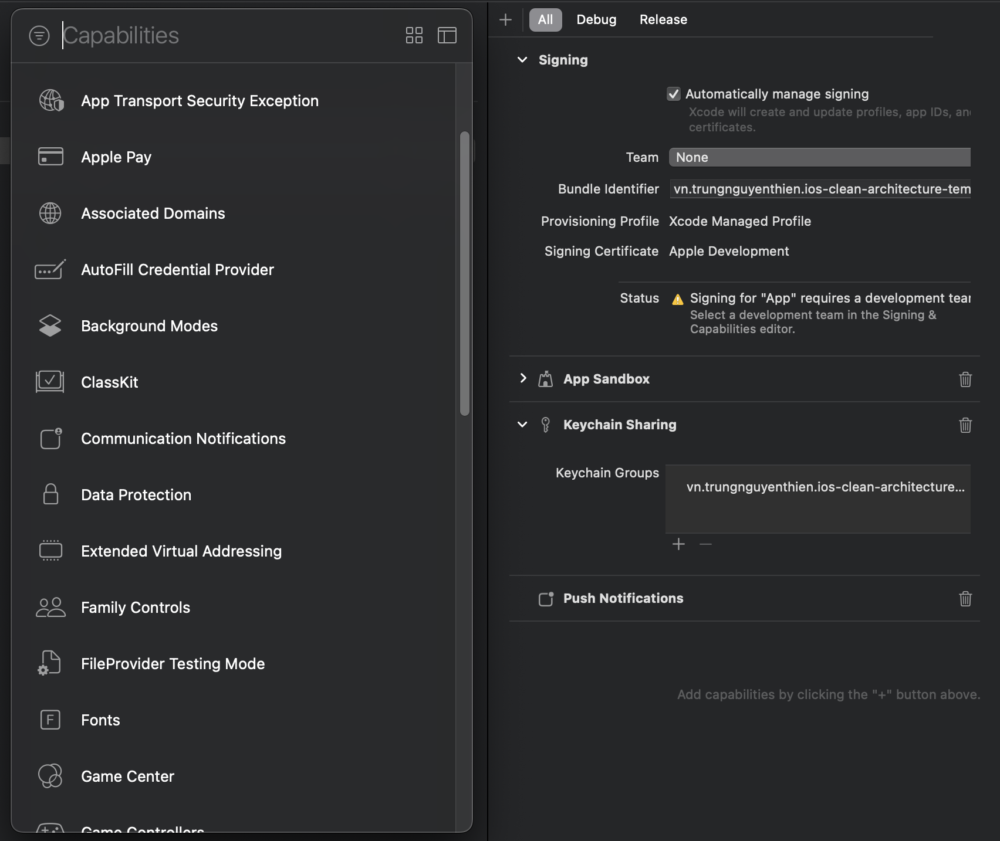 Capabilities
App Transport Security Exception
Apple Pay
Associated Domains
AutoFill Credential Provider
Background Modes
ClassKit
Communication Notifications
Data Protection
Extended Virtual Addressing
Family Controls
FileProvider Testing Mode
F
Fonts
Game Center
Game Controllers
All Debug Release
Signing
Automatically manage signing
Xcode will create and update profiles, app IDs, and
certificates.
Team None
Bundle Identifier vn.trungnguyenthien.ios-clean-architecture-tem
Provisioning Profile Xcode Managed Profile
Signing Certificate Apple Development
Status Signing for "App" requires a development tea
Select a development team in the Signing &
Capabilities editor.
App Sandbox
Keychain Sharing
Keychain Groups vn.trungnguyenthien.ios-clean-architecture...
Push Notifications
Add capabilities by clicking the "+" button above.